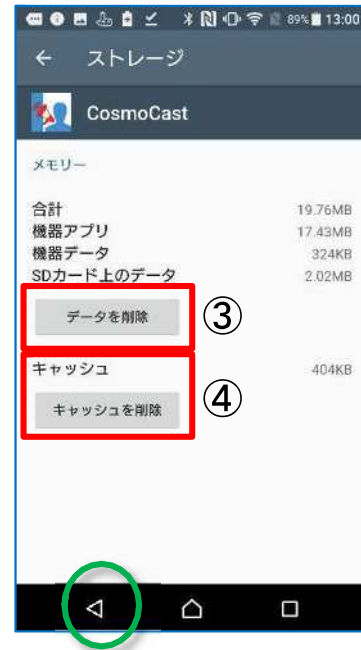 89% 13:00
ストレージ
CosmoCast
メモリー
合計 19.76MB
機器アプリ 17.43MB
機器データ 324KB
SDカード上のデータ 2.02MB
データを削除 ③
キャッシュ 404KB
キャッシュを削除 ④